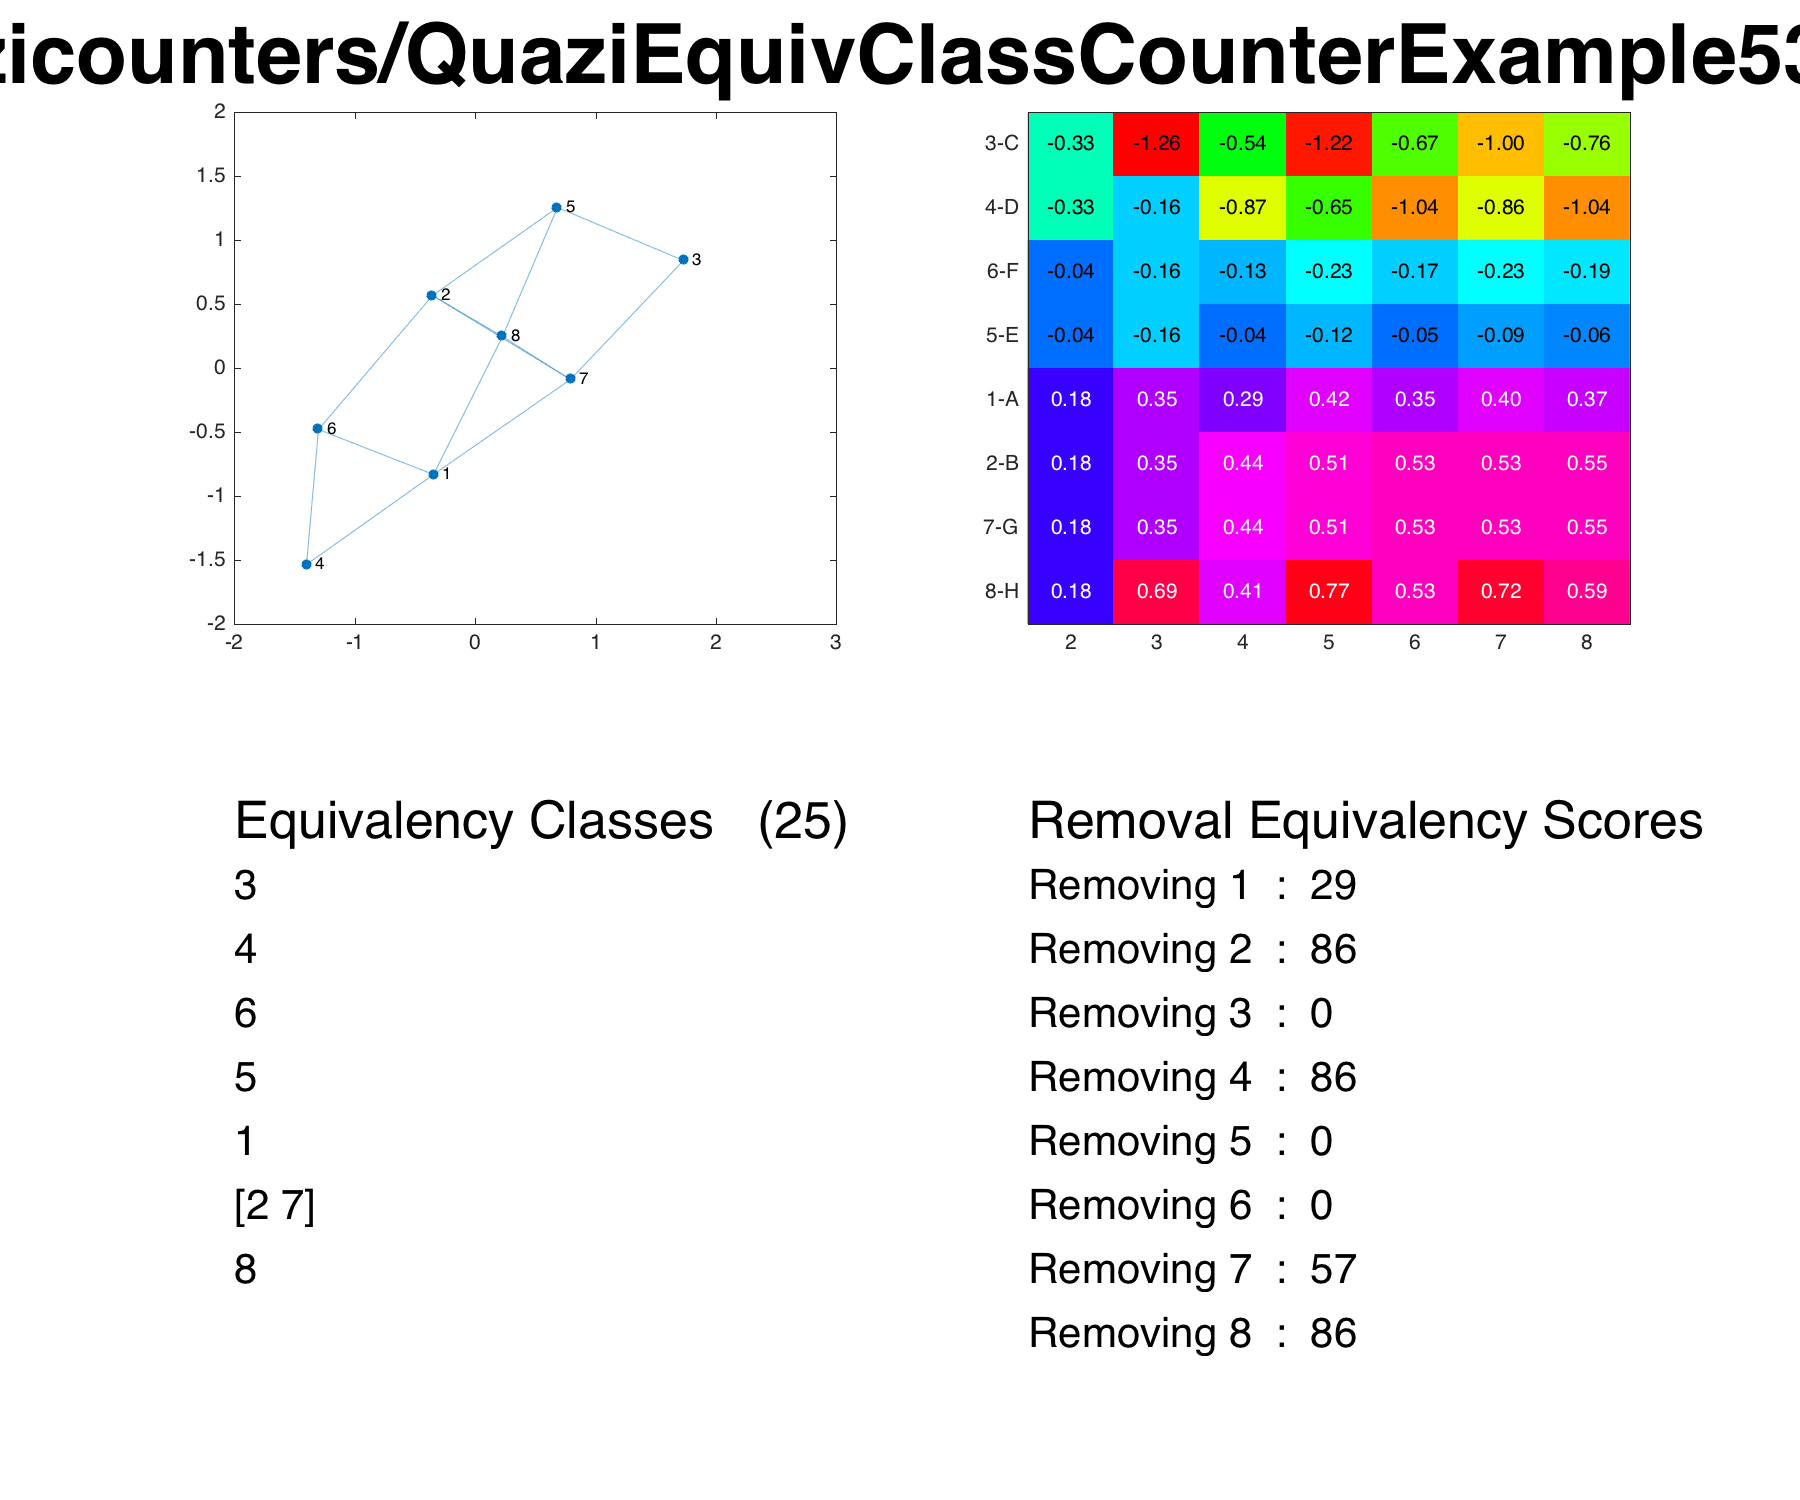 zicounters/QuaziEquivClassCounterExample53
2
1.5
1
0.5
0
-0.5
-1
-1.5
-2
-2 -1 0 1 2 3
5
3
2
8
7
6
1
4
3-C -0.33 -1.26 -0.54 -1.22 -0.67 -1.00 -0.76
4-D -0.33 -0.16 -0.87 -0.65 -1.04 -0.86 -1.04
6-F -0.04 -0.16 -0.13 -0.23 -0.17 -0.23 -0.19
5-E -0.04 -0.16 -0.04 -0.12 -0.05 -0.09 -0.06
1-A 0.18 0.35 0.29 0.42 0.35 0.40 0.37
2-B 0.18 0.35 0.44 0.51 0.53 0.53 0.55
7-G 0.18 0.35 0.44 0.51 0.53 0.53 0.55
8-H 0.18 0.69 0.41 0.77 0.53 0.72 0.59
2 3 4 5 6 7 8
Equivalency Classes (25)
3
4
6
5
1
[2 7]
8
Removal Equivalency Scores
Removing 1 : 29
Removing 2 : 86
Removing 3 : 0
Removing 4 : 86
Removing 5 : 0
Removing 6 : 0
Removing 7 : 57
Removing 8 : 86